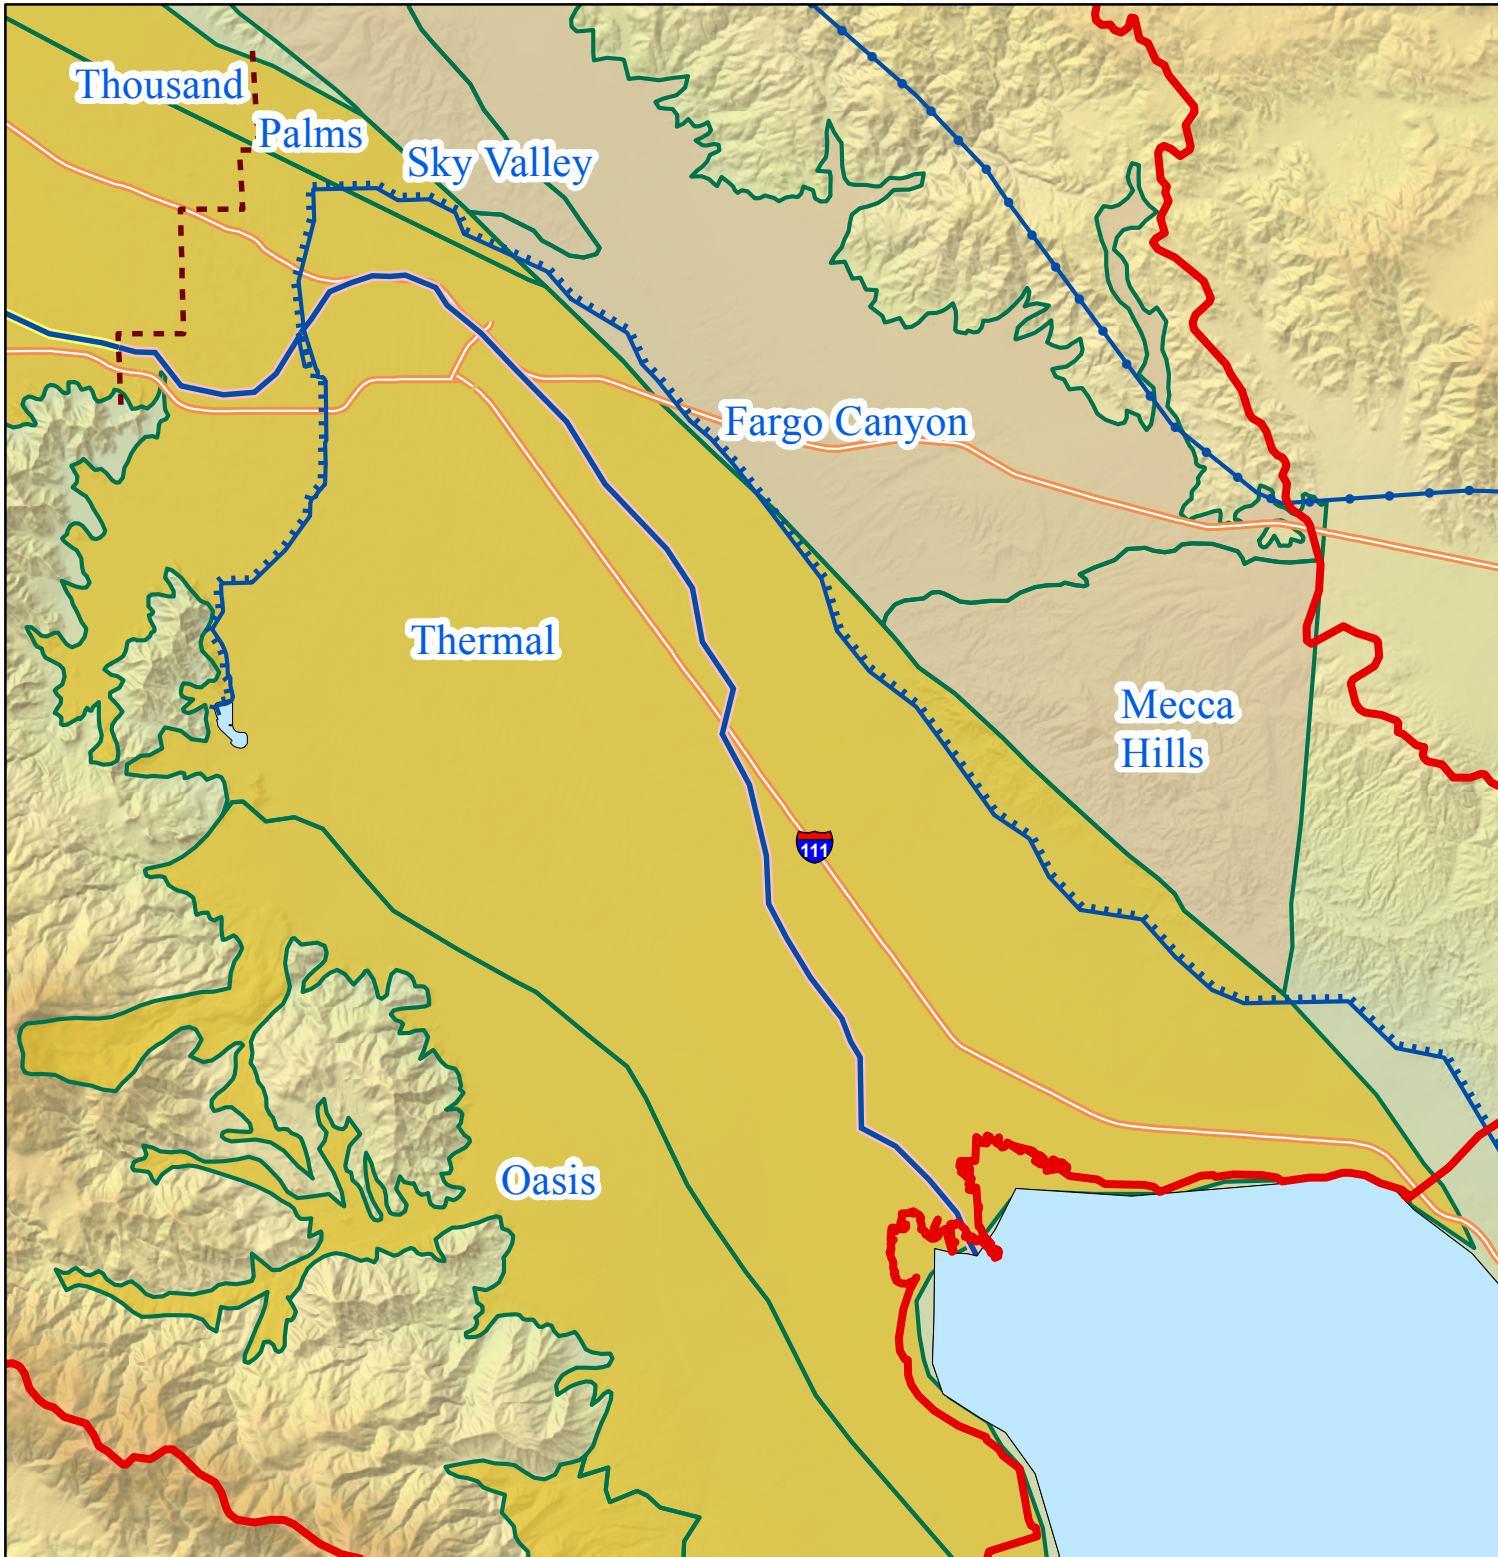 Thousand
Palms
Sky Valley
Fargo Canyon
Thermal
Mecca
Hills
111
Oasis